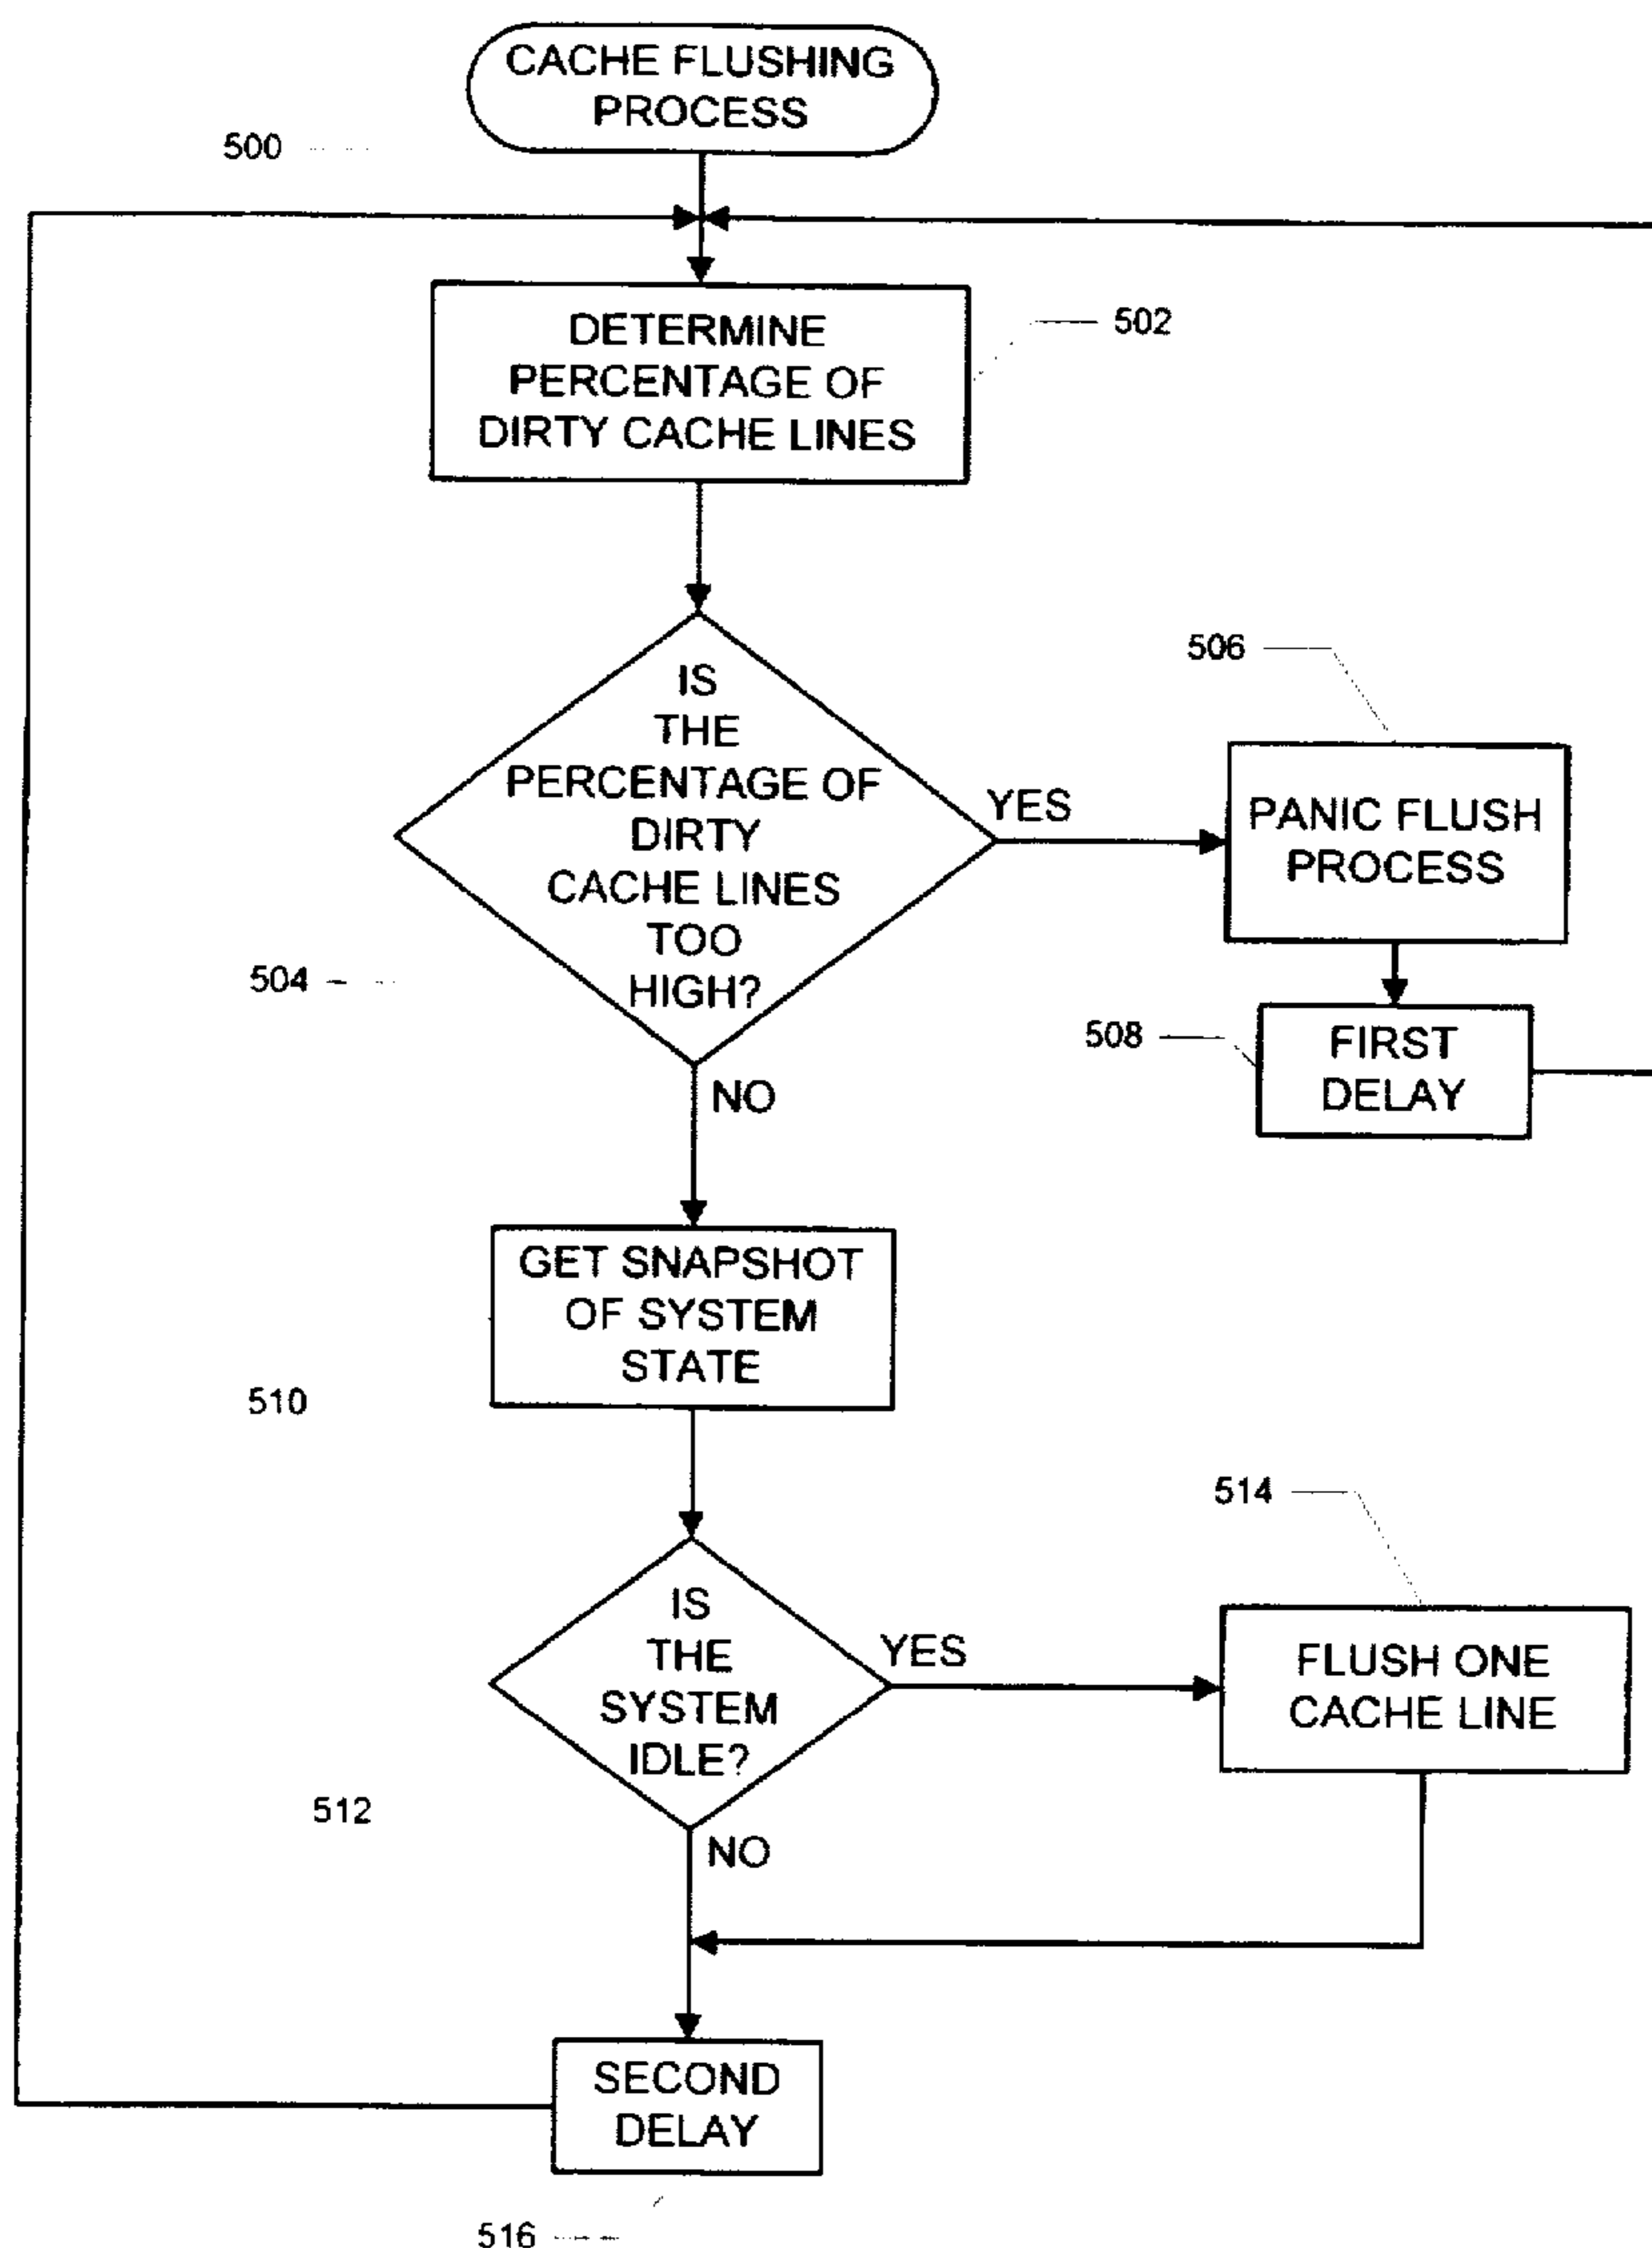 CACHE FLUSHING
PROCESS
500
DETERMINE
PERCENTAGE OF
DIRTY CACHE LINES
502
IS
THE
PERCENTAGE OF
DIRTY
CACHE LINES
TOO
HIGH?
504
YES
506
PANIC FLUSH
PROCESS
508
FIRST
DELAY
NO
GET SNAPSHOT
OF SYSTEM
STATE
510
IS
THE
SYSTEM
IDLE?
512
YES
514
FLUSH ONE
CACHE LINE
NO
SECOND
DELAY
516